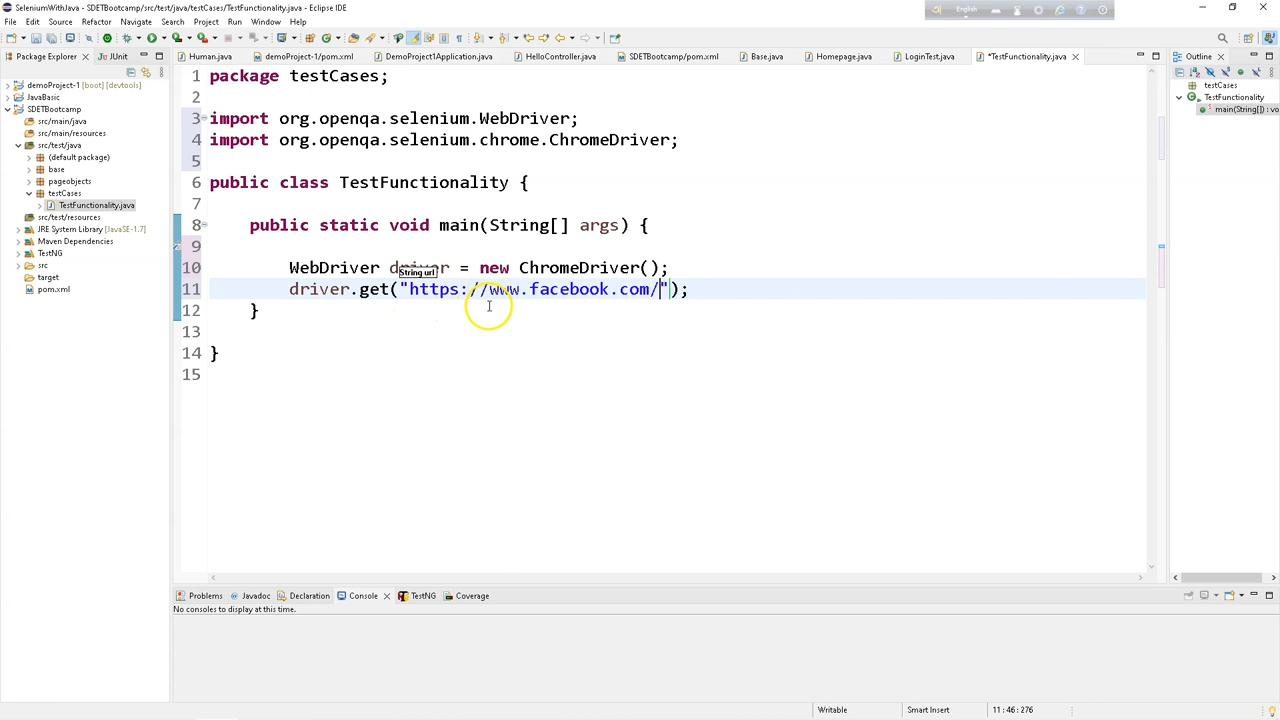 SeleniumWithJava - SDETBootcamp/src/test/java/testCases/TestFunctionality.java - Eclipse IDE
English
File Edit Source Refactor Navigate Search Project Run Window Help
Package Explorer JUnit
Human.java demoProject-1/pom.xml DemoProject1Application.java HelloController.java SDETBootcamp/pom.xml Base.java Homepage.java LoginTest.java *TestFunctionality.java
Outline
demoProject-1 [boot] [devtools]
JavaBasic
SDETBootcamp
src/main/java
src/main/resources
src/test/java
(default package)
base
pageobjects
testCases
TestFunctionality.java
src/test/resources
JRE System Library [JavaSE-1.7]
Maven Dependencies
TestNG
src
target
pom.xml
1 package testCases;
2
3 import org.openqa.selenium.WebDriver;
4 import org.openqa.selenium.chrome.ChromeDriver;
5
6 public class TestFunctionality {
7
8 public static void main(String[] args) {
9
10 WebDriver driver = new ChromeDriver();
String url
11 driver.get("https://www.facebook.com/");
12 }
13
14 }
15
testCases
TestFunctionality
main(String[]) : vo
Problems Javadoc Declaration Console TestNG Coverage
No consoles to display at this time.
Writable Smart Insert 11 : 46 : 276